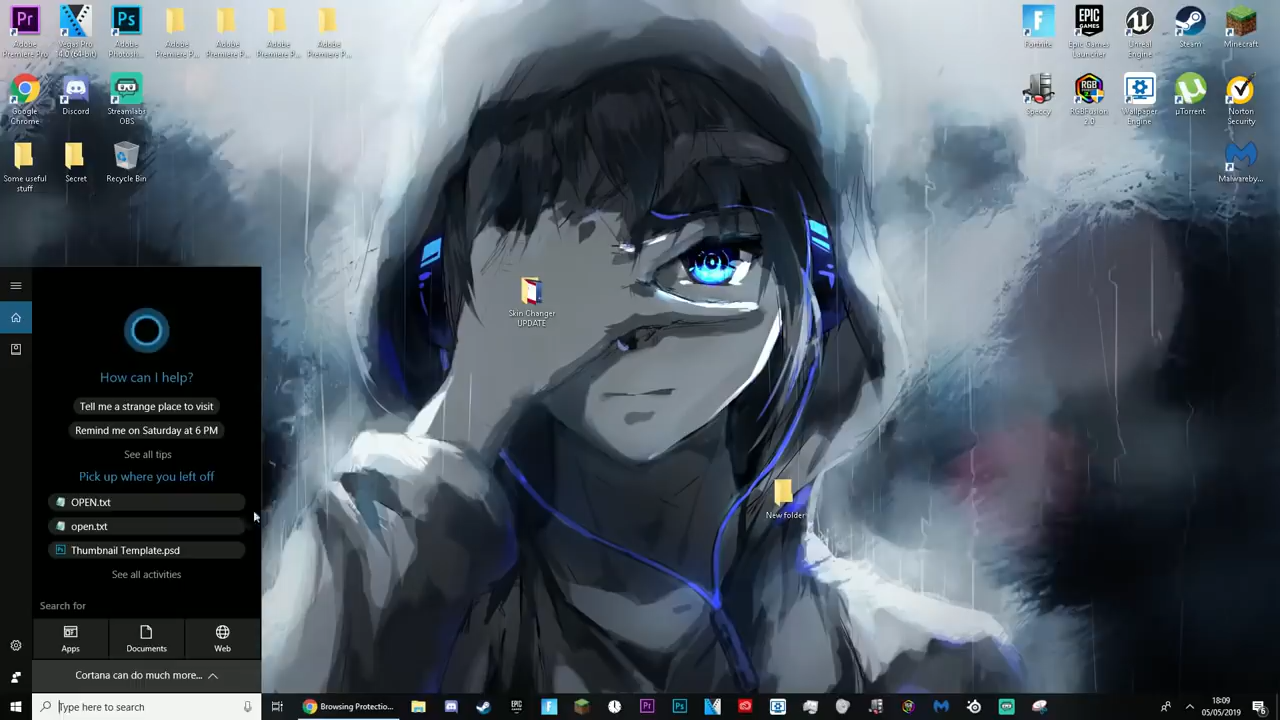 Adobe
Premiere Pro
Vegas Pro
14.0 (64-bit)
Adobe
Photosh...
Adobe
Premiere P...
Adobe
Premiere P...
Adobe
Premiere P...
Adobe
Premiere P...
Fortnite
Epic Games
Launcher
Unreal
Engine
Steam
Minecraft
Google
Chrome
Discord
Streamlabs
OBS
Speccy
RGBFusion
2.0
Wallpaper
Engine
µTorrent
Norton
Security
Some useful
stuff
Secret
Recycle Bin
Malwareby...
Skin Changer
UPDATE
New folder
How can I help?
Tell me a strange place to visit
Remind me on Saturday at 6 PM
See all tips
Pick up where you left off
OPEN.txt
open.txt
Thumbnail Template.psd
See all activities
Search for
Apps
Documents
Web
Cortana can do much more...
Type here to search
Browsing Protectio...
18:09
05/05/2019